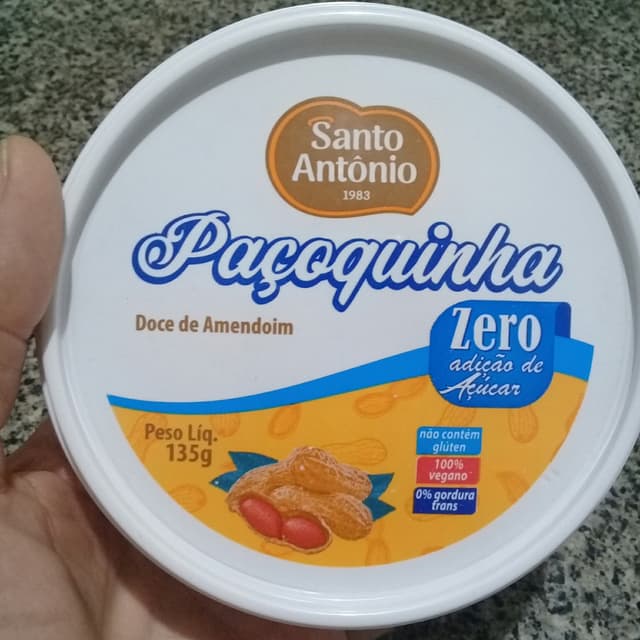 Santo
Antônio
1983
Paçoquinha
Doce de Amendoim
Zero
adição de
Açúcar
Peso Líq.
135g
não contém
glúten
100%
vegano
0% gordura
trans